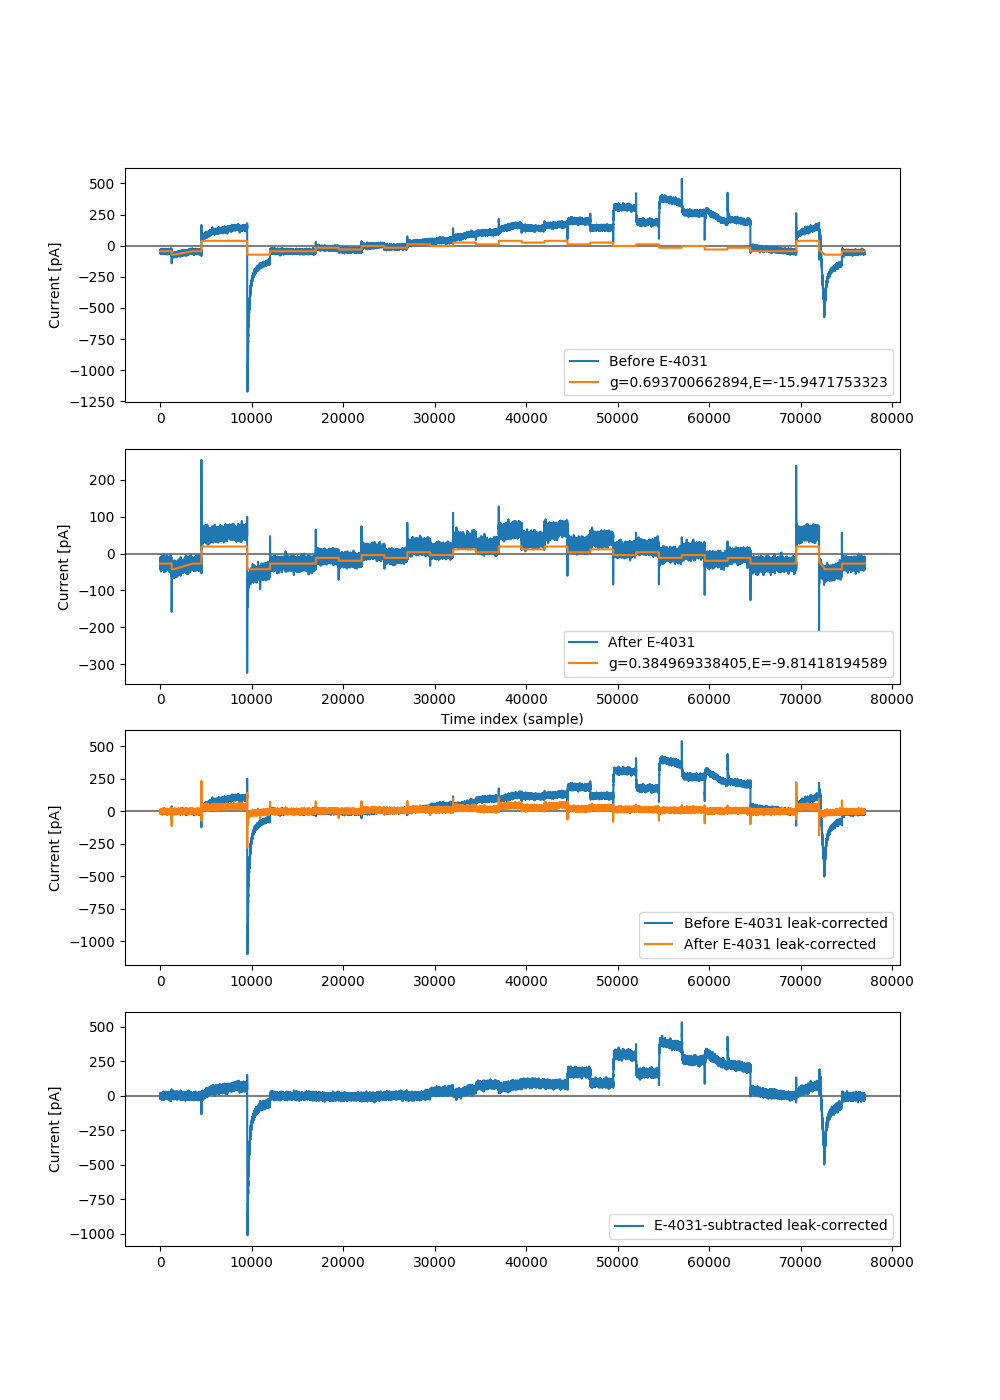 500
250
0
−250
−500
−750
−1000
−1250
Current [pA]
Before E-4031
g=0.693700662894,E=-15.9471753323
0 10000 20000 30000 40000 50000 60000 70000 80000
200
100
0
−100
−200
−300
Currrent [pA]
After E-4031
g=0.384969338405,E=-9.81418194589
0 10000 20000 30000 40000 50000 60000 70000 80000
Time index (sample)
500
250
0
−250
−500
−750
−1000
Current [pA]
Before E-4031 leak-corrected
After E-4031 leak-corrected
0 10000 20000 30000 40000 50000 60000 70000 80000
500
250
0
−250
−500
−750
−1000
Current [pA]
E-4031-subtracted leak-corrected
0 10000 20000 30000 40000 50000 60000 70000 80000